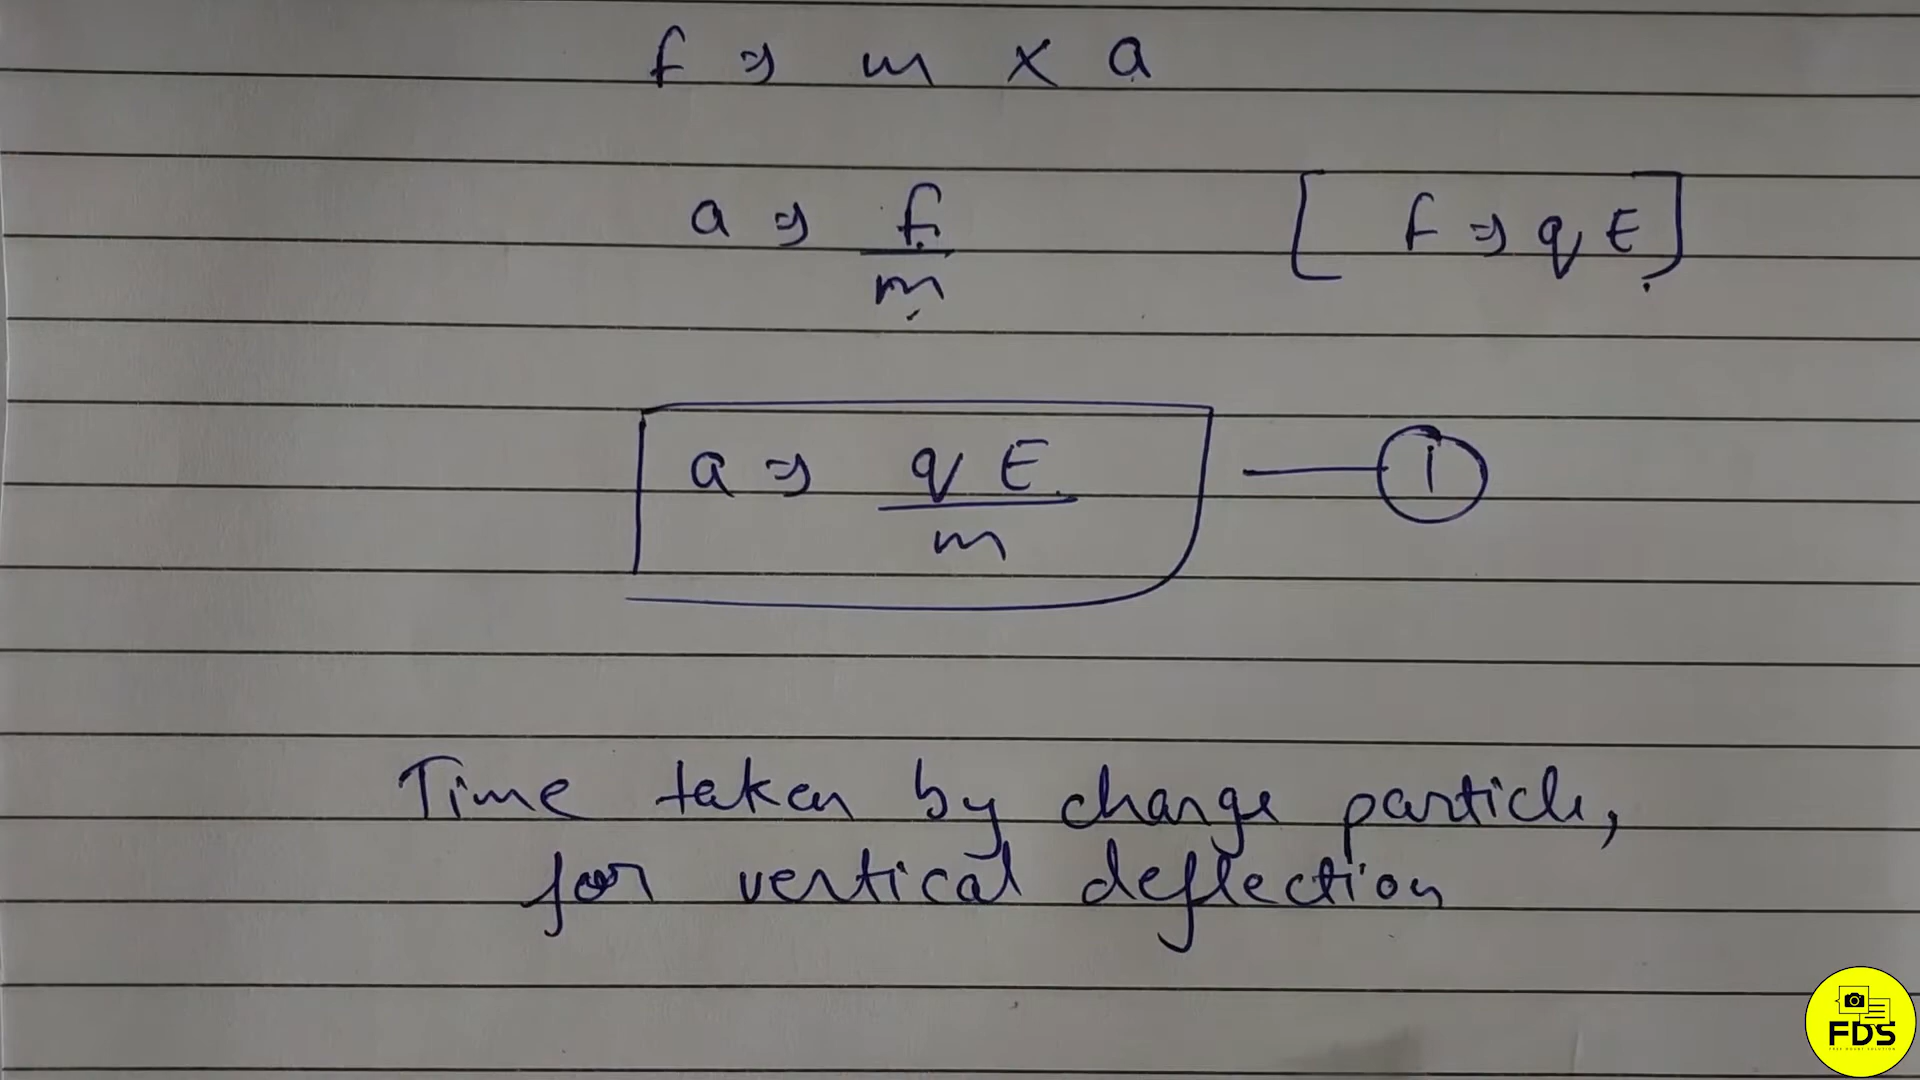 f ⇒ m × a
a ⇒ f/m [ f ⇒ qE ]
a ⇒ qE/m — 1
Time taken by change particle,
for vertical deflection
FDS